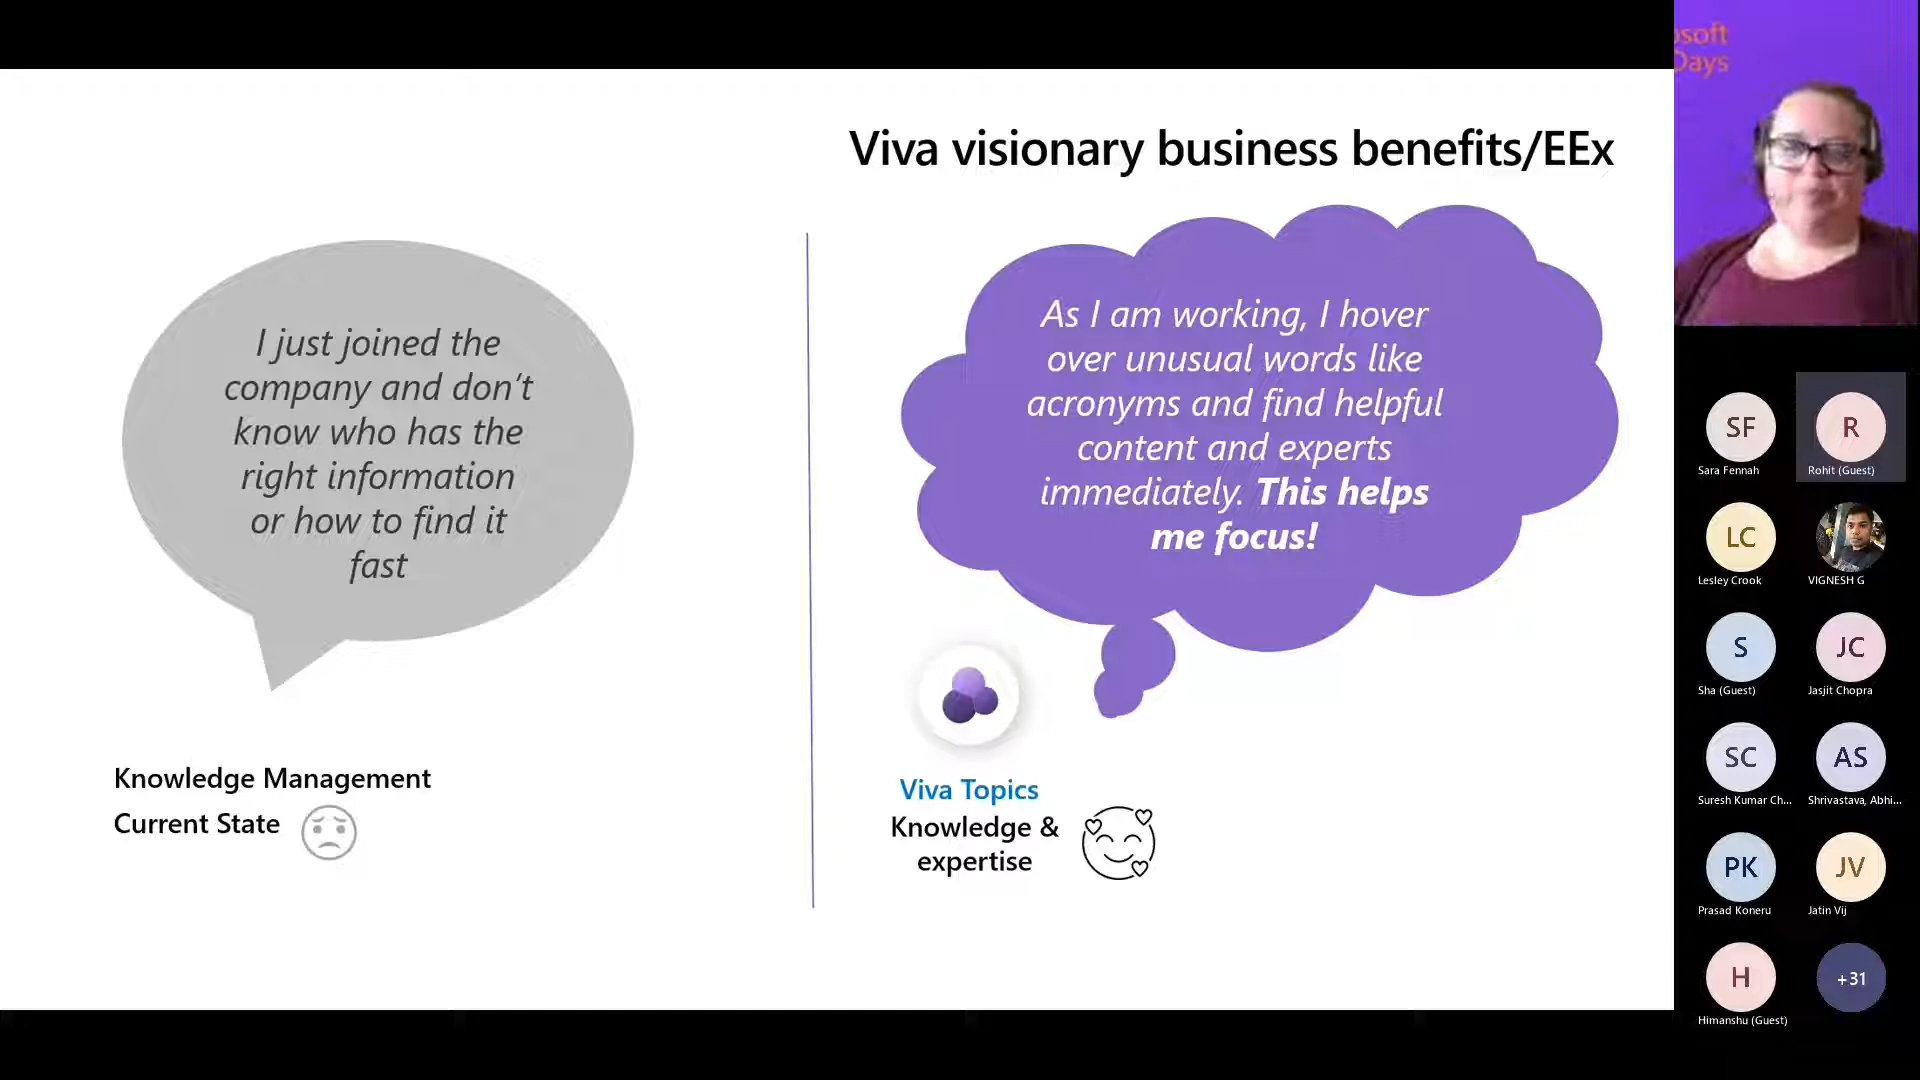 Viva visionary business benefits/EEx
I just joined the
company and don't
know who has the
right information
or how to find it
fast
Knowledge Management
Current State
As I am working, I hover
over unusual words like
acronyms and find helpful
content and experts
immediately. This helps
me focus!
Viva Topics
Knowledge &
expertise
osoft
Days
SF
Sara Fennah
R
Rohit (Guest)
LC
Lesley Crook
VIGNESH G
S
Sha (Guest)
JC
Jasjit Chopra
SC
Suresh Kumar Ch...
AS
Shrivastava, Abhi...
PK
Prasad Koneru
JV
Jatin Vij
H
Himanshu (Guest)
+31